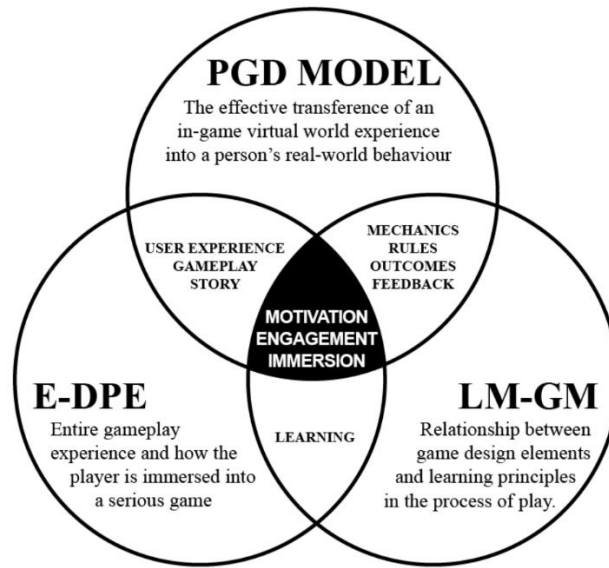 PGD MODEL
The effective transference of an
in-game virtual world experience
into a person's real-world behaviour
USER EXPERIENCE
GAMEPLAY
STORY
MECHANICS
RULES
OUTCOMES
FEEDBACK
MOTIVATION
ENGAGEMENT
IMMERSION
E-DPE
Entire gameplay
experience and how the
player is immersed into
a serious game
LEARNING
LM-GM
Relationship between
game design elements
and learning principles
in the process of play.